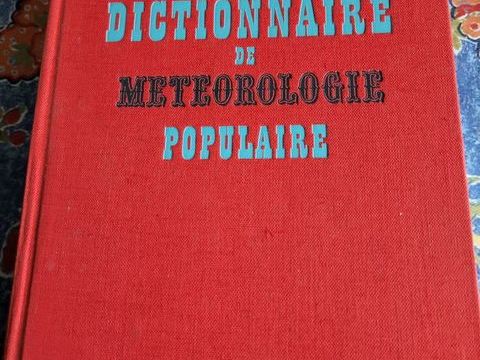 DICTIONNAIRE
DE
METEOROLOGIE
POPULAIRE